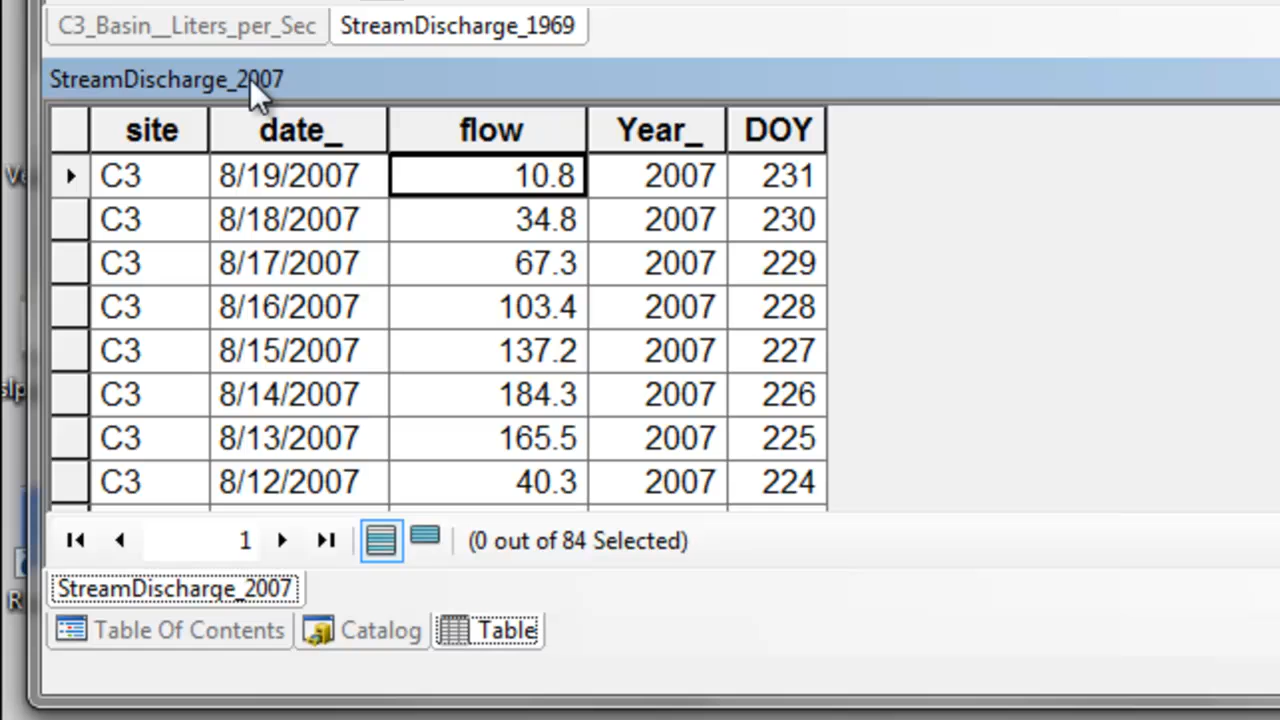 C3_Basin__Liters_per_Sec StreamDischarge_1969
StreamDischarge_2007
site date_ flow Year_ DOY
C3 8/19/2007 10.8 2007 231
C3 8/18/2007 34.8 2007 230
C3 8/17/2007 67.3 2007 229
C3 8/16/2007 103.4 2007 228
C3 8/15/2007 137.2 2007 227
C3 8/14/2007 184.3 2007 226
C3 8/13/2007 165.5 2007 225
C3 8/12/2007 40.3 2007 224
1 (0 out of 84 Selected)
StreamDischarge_2007
Table Of Contents Catalog Table